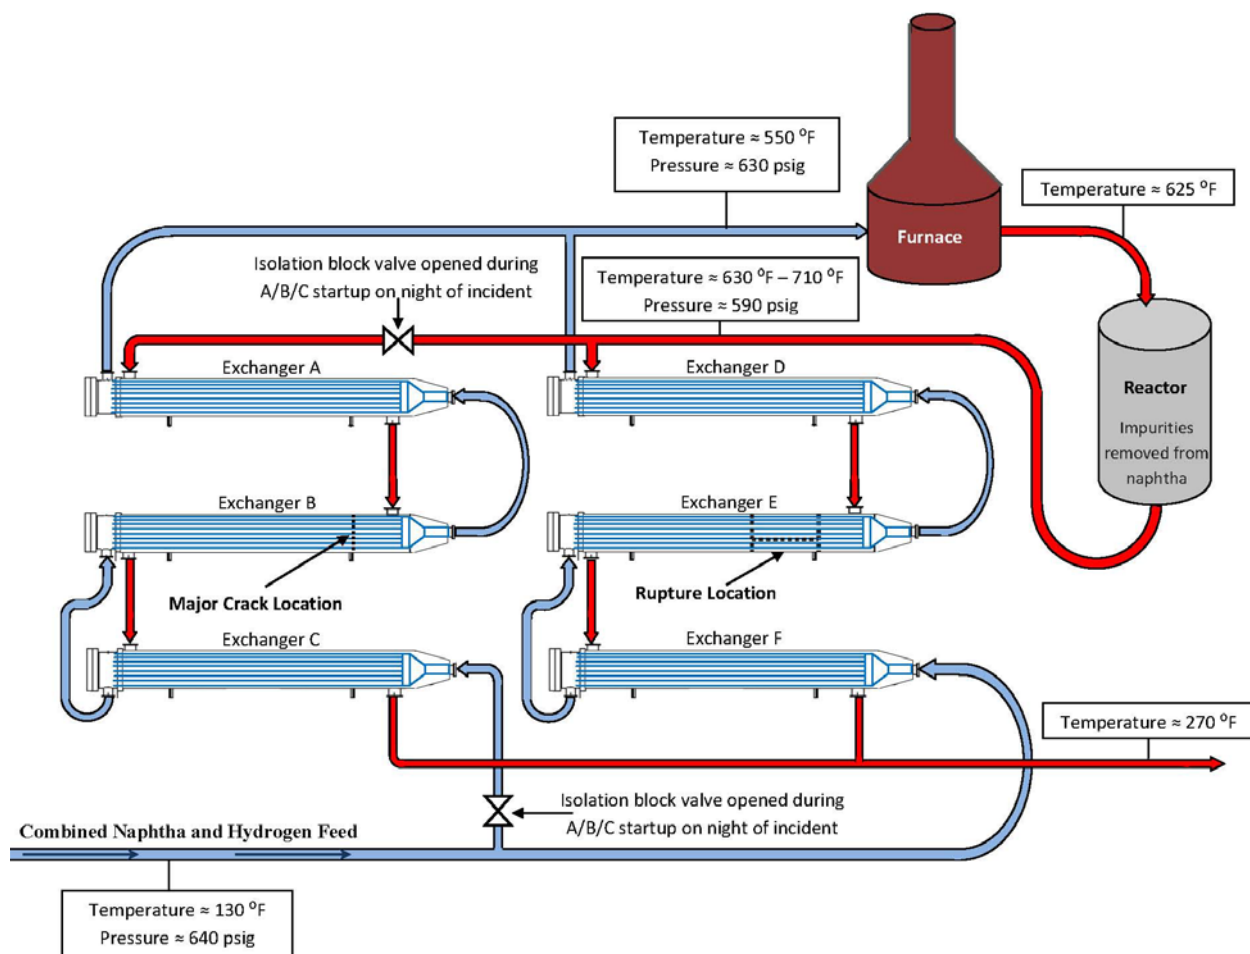 Temperature ≈ 550 °F
Pressure ≈ 630 psig
Temperature ≈ 625 °F
Furnace
Isolation block valve opened during
A/B/C startup on night of incident
Temperature ≈ 630 °F – 710 °F
Pressure ≈ 590 psig
Exchanger A
Exchanger D
Reactor
Impurities
removed from
naphtha
Exchanger B
Exchanger E
Major Crack Location
Rupture Location
Exchanger C
Exchanger F
Temperature ≈ 270 °F
Isolation block valve opened during
A/B/C startup on night of incident
Combined Naphtha and Hydrogen Feed
Temperature ≈ 130 °F
Pressure ≈ 640 psig